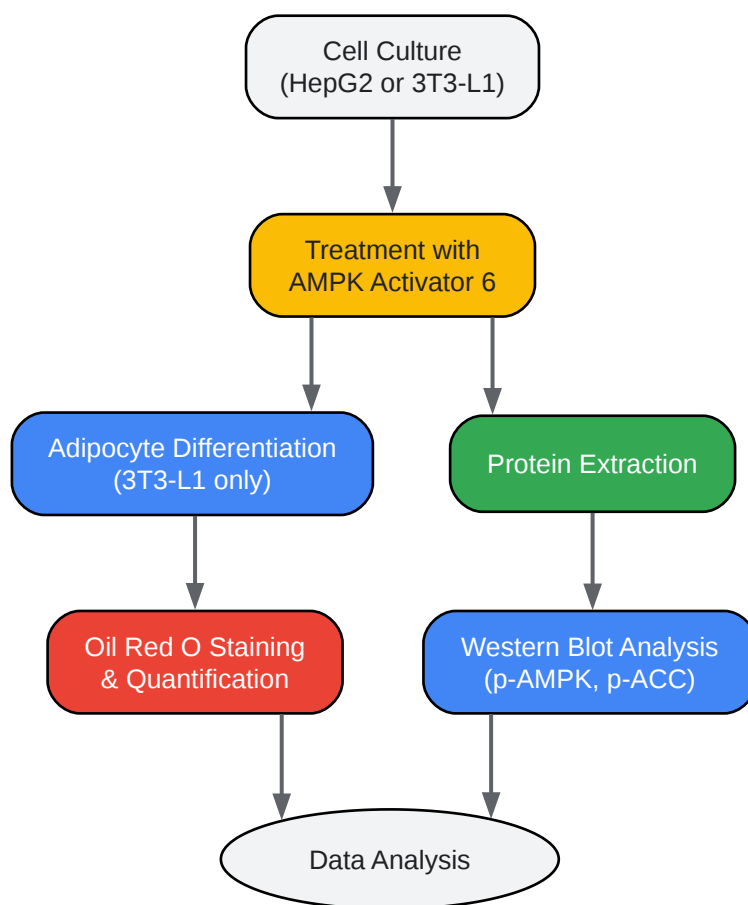 Cell Culture
(HepG2 or 3T3-L1)
Treatment with
AMPK Activator 6
Adipocyte Differentiation
(3T3-L1 only)
Protein Extraction
Oil Red O Staining
& Quantification
Western Blot Analysis
(p-AMPK, p-ACC)
Data Analysis